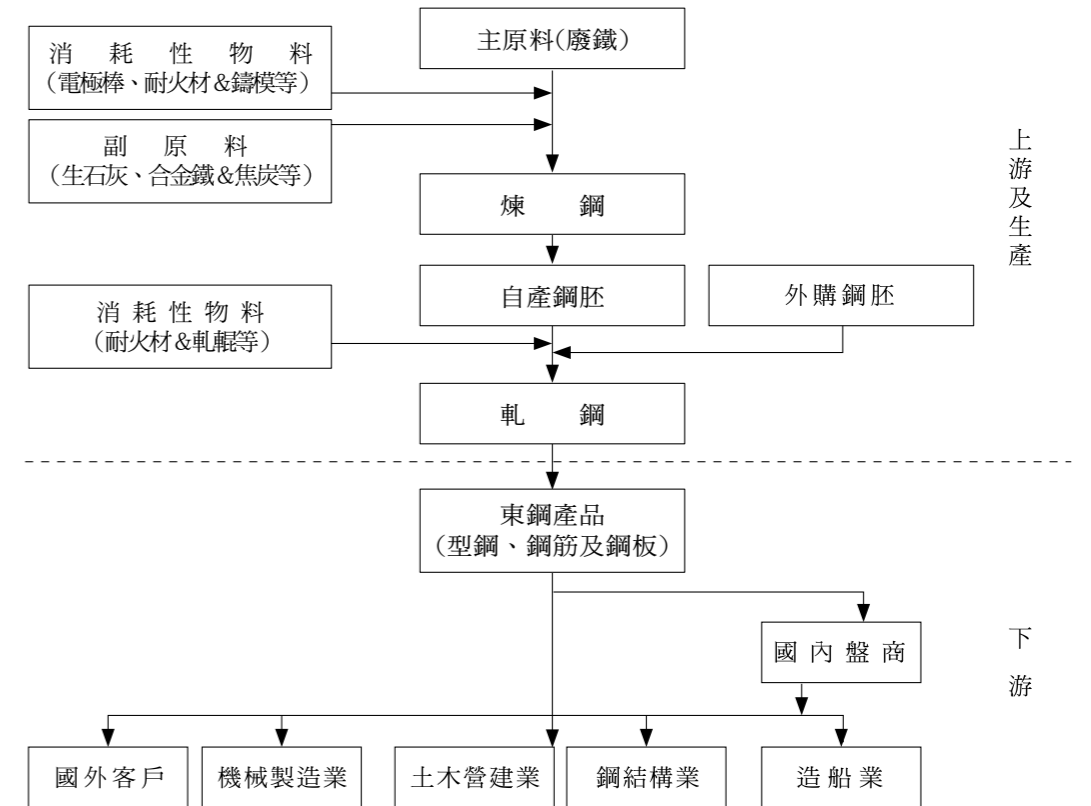 主原料(廢鐵)
消耗性物料
(電極棒、耐火材&鑄模等)
副原料
(生石灰、合金鐵&焦炭等)
上游及生產
煉鋼
自產鋼胚
外購鋼胚
消耗性物料
(耐火材&軋輥等)
軋鋼
東鋼產品
(型鋼、鋼筋及鋼板)
國內盤商
下游
國外客戶
機械製造業
土木營建業
鋼結構業
造船業